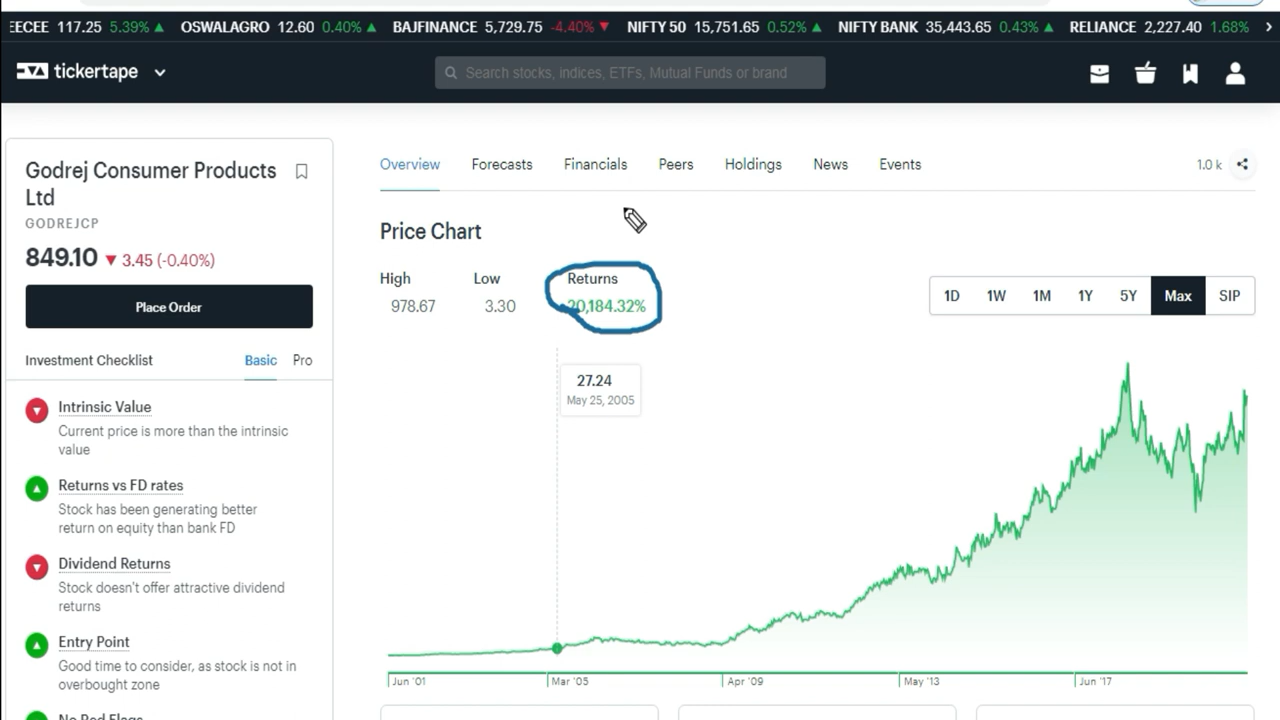 ECEE 117.25 5.39% ▲ OSWALAGRO 12.60 0.40% ▲ BAJFINANCE 5,729.75 -4.40% ▼ NIFTY 50 15,751.65 0.52% ▲ NIFTY BANK 35,443.65 0.43% ▲ RELIANCE 2,227.40 1.68%
tickertape
Search stocks, indices, ETFs, Mutual Funds or brand
Godrej Consumer Products
Ltd
GODREJCP
849.10 ▼ 3.45 (-0.40%)
Place Order
Investment Checklist Basic Pro
Intrinsic Value
Current price is more than the intrinsic
value
Returns vs FD rates
Stock has been generating better
return on equity than bank FD
Dividend Returns
Stock doesn't offer attractive dividend
returns
Entry Point
Good time to consider, as stock is not in
overbought zone
No Red Flags
Overview Forecasts Financials Peers Holdings News Events 1.0 k
Price Chart
High Low Returns
978.67 3.30 20,184.32%
1D 1W 1M 1Y 5Y Max SIP
27.24
May 25, 2005
Jun '01 Mar '05 Apr '09 May '13 Jun '17